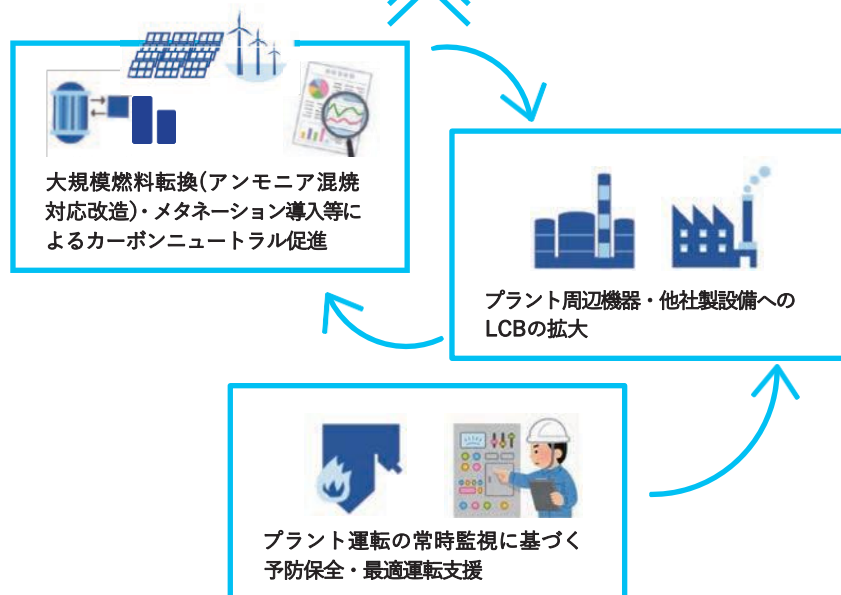 大規模燃料転換(アンモニア混焼
対応改造)・メタネーション導入等に
よるカーボンニュートラル促進
プラント周辺機器・他社製設備への
LCBの拡大
プラント運転の常時監視に基づく
予防保全・最適運転支援